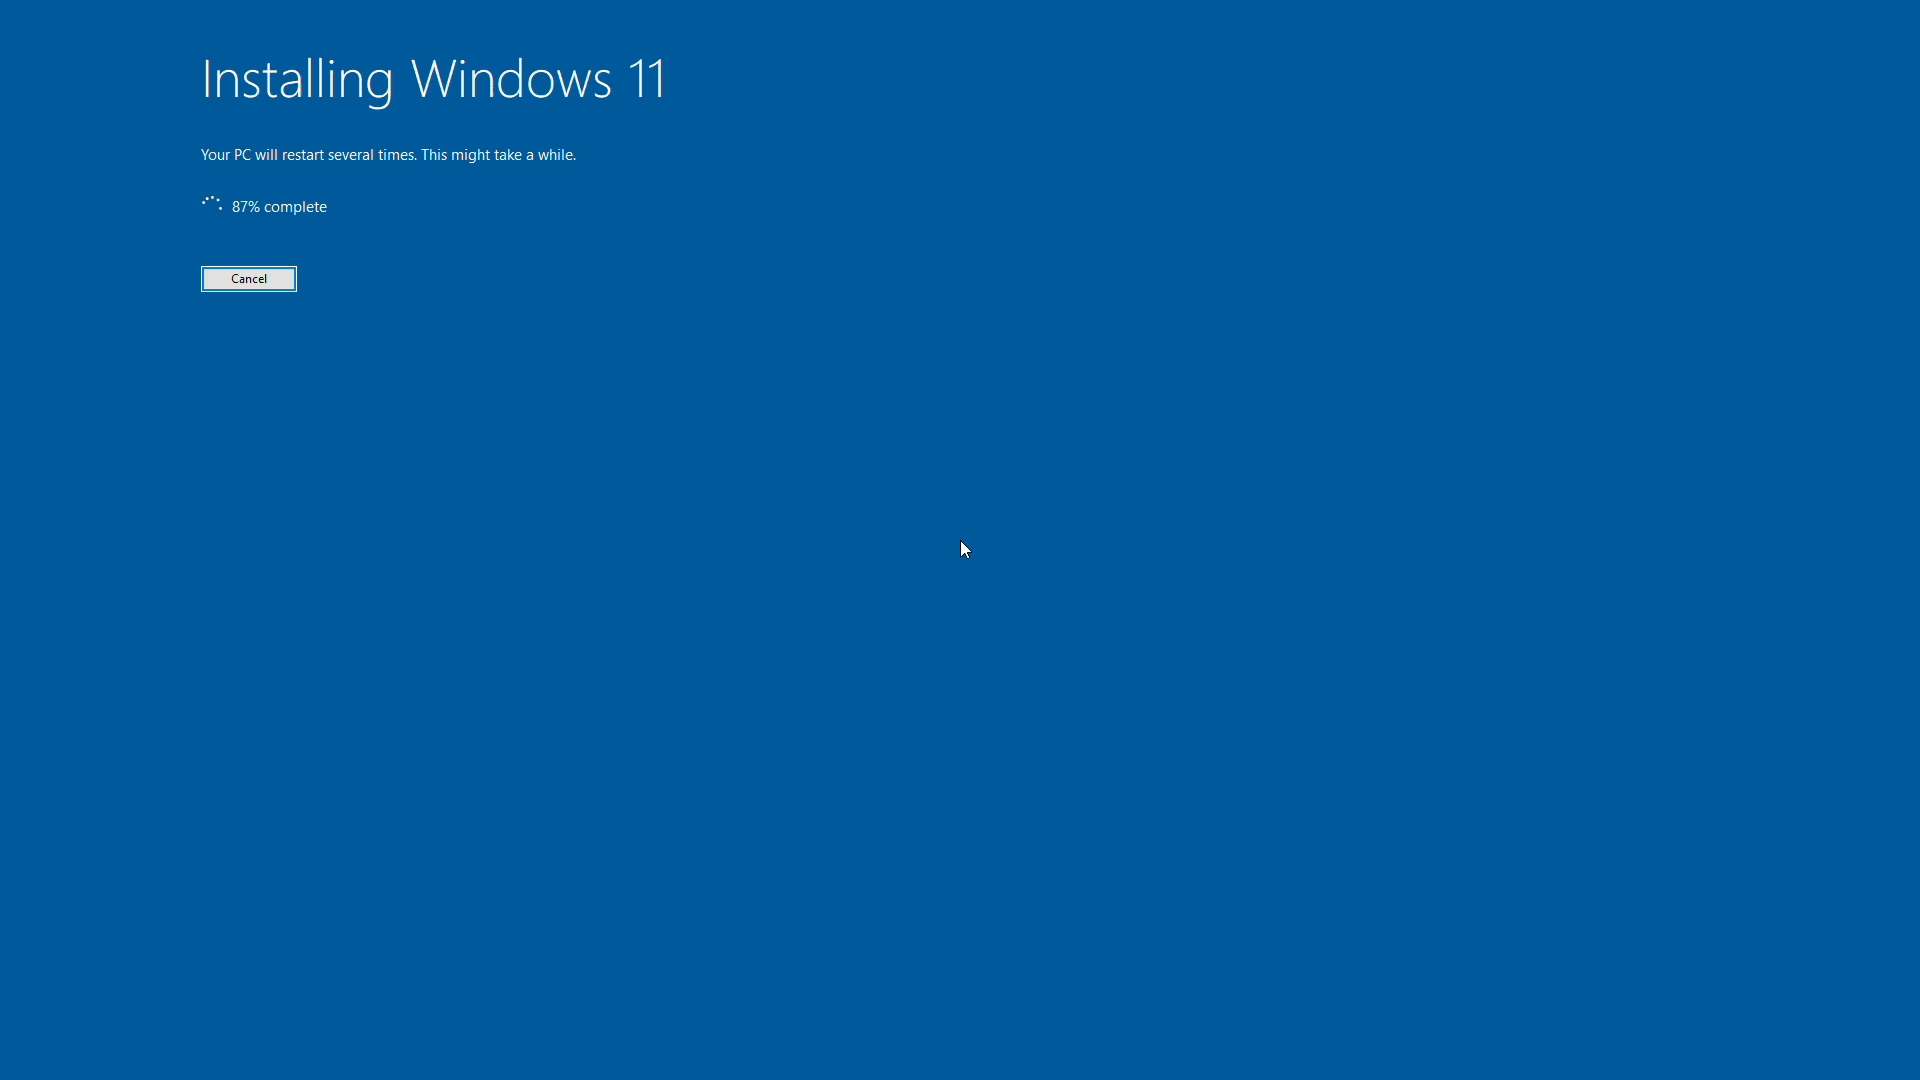 Installing Windows 11
Your PC will restart several times. This might take a while.
87% complete
Cancel